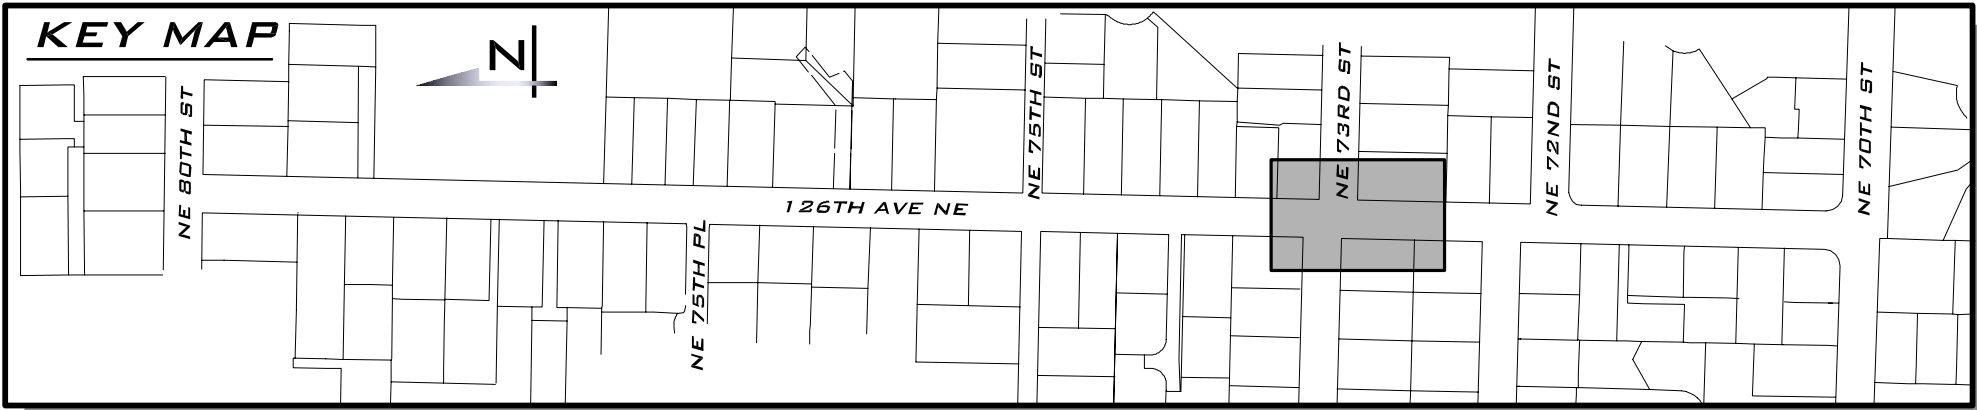 KEY MAP
N
NE 80TH ST
126TH AVE NE
NE 75TH PL
NE 75TH ST
NE 73RD ST
NE 72ND ST
NE 70TH ST